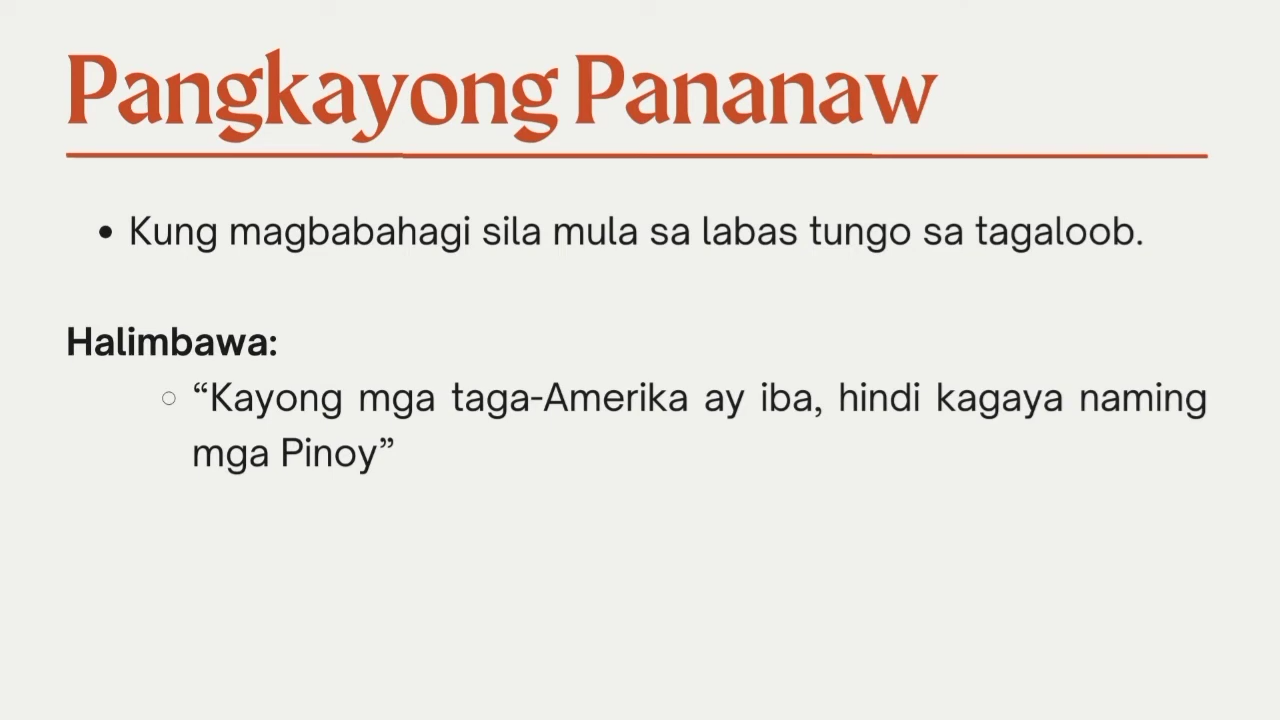 Pangkayong Pananaw
• Kung magbabahagi sila mula sa labas tungo sa tagaloob.
Halimbawa:
○ “Kayong mga taga-Amerika ay iba, hindi kagaya naming
mga Pinoy”